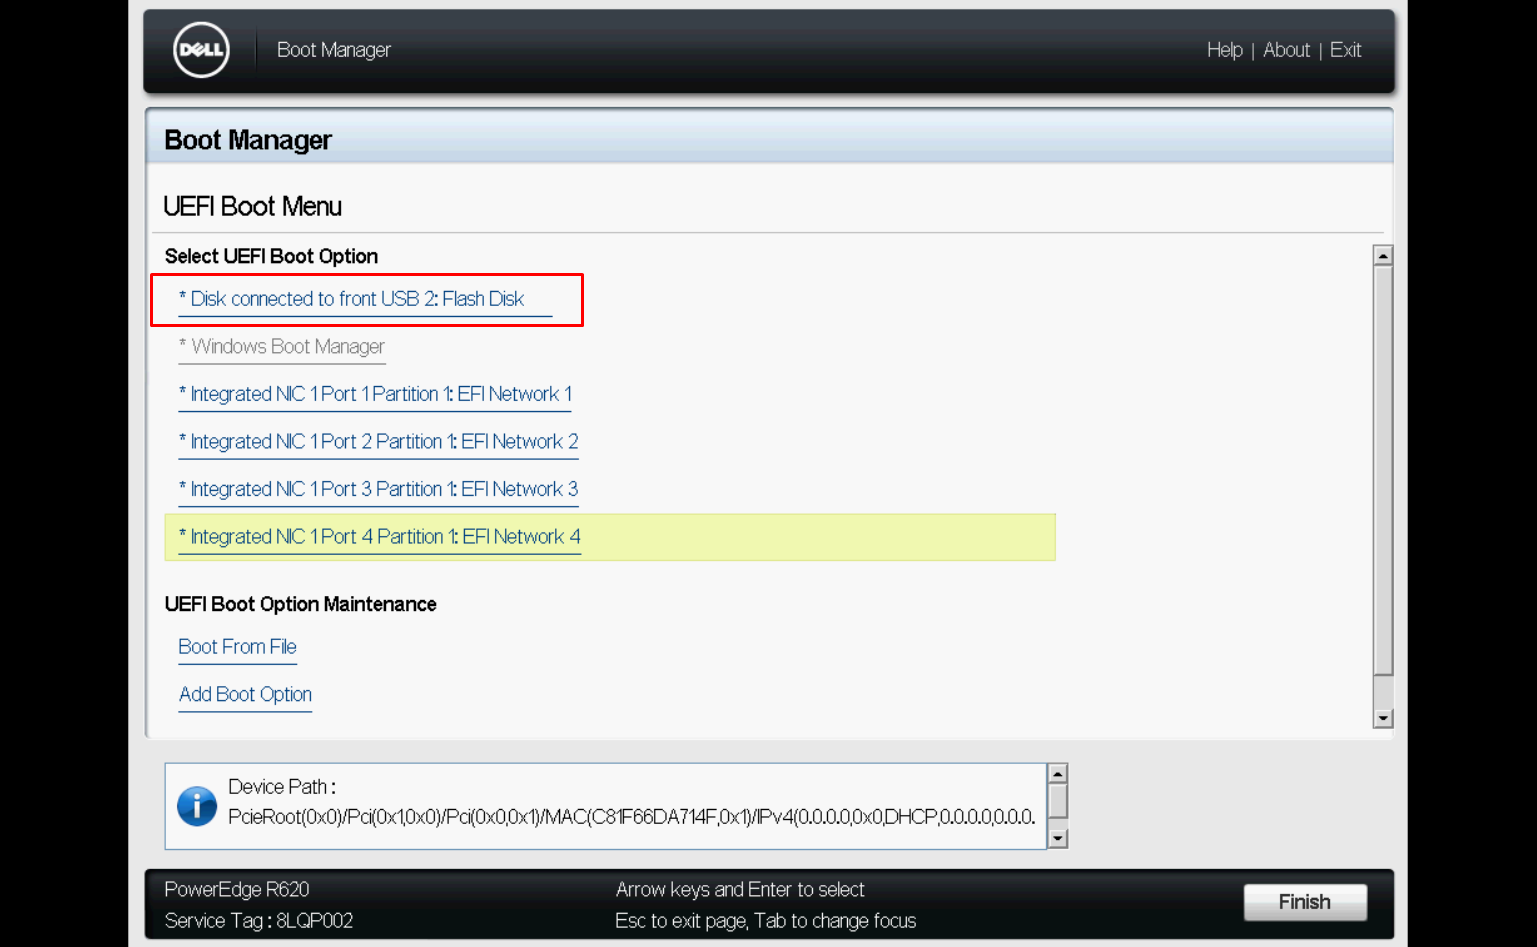 DELL
Boot Manager
Help | About | Exit
Boot Manager
UEFI Boot Menu
Select UEFI Boot Option
* Disk connected to front USB 2: Flash Disk
* Windows Boot Manager
* Integrated NIC 1 Port 1 Partition 1: EFI Network 1
* Integrated NIC 1 Port 2 Partition 1: EFI Network 2
* Integrated NIC 1 Port 3 Partition 1: EFI Network 3
* Integrated NIC 1 Port 4 Partition 1: EFI Network 4
UEFI Boot Option Maintenance
Boot From File
Add Boot Option
Device Path :
PcieRoot(0x0)/Pci(0x1,0x0)/Pci(0x0,0x1)/MAC(C81F66DA714F,0x1)/IPv4(0.0.0.0,0x0,DHCP,0.0.0.0,0.0.0.
PowerEdge R620
Service Tag : 8LQP002
Arrow keys and Enter to select
Esc to exit page, Tab to change focus
Finish